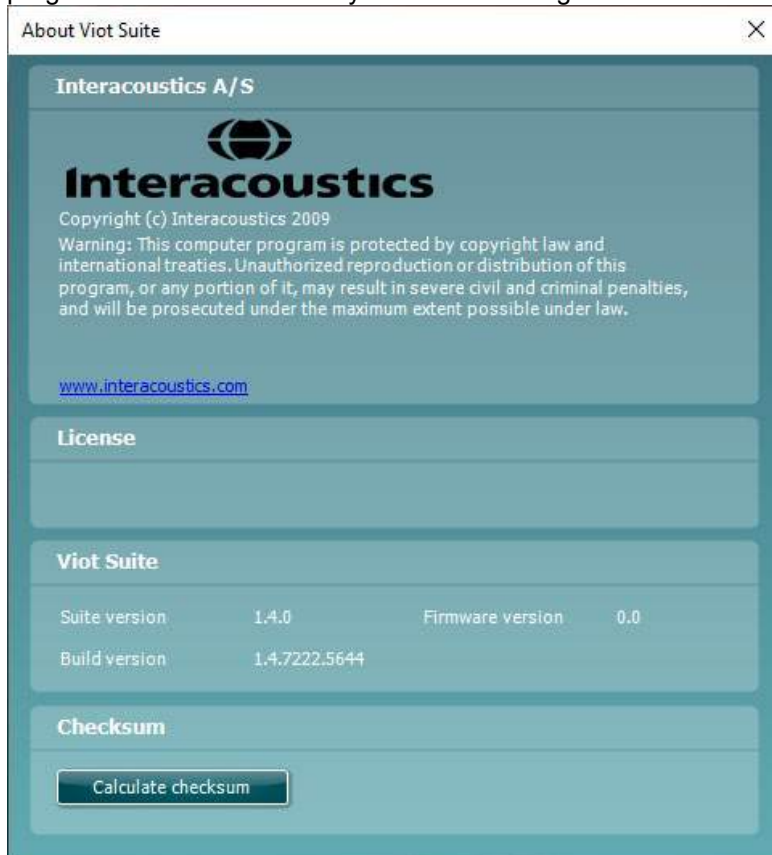 About Viot Suite
Interacoustics A/S
Interacoustics
Copyright (c) Interacoustics 2009
Warning: This computer program is protected by copyright law and
international treaties. Unauthorized reproduction or distribution of this
program, or any portion of it, may result in severe civil and criminal penalties,
and will be prosecuted under the maximum extent possible under law.
www.interacoustics.com
License
Viot Suite
Suite version 1.4.0 Firmware version 0.0
Build version 1.4.7222.5644
Checksum
Calculate checksum